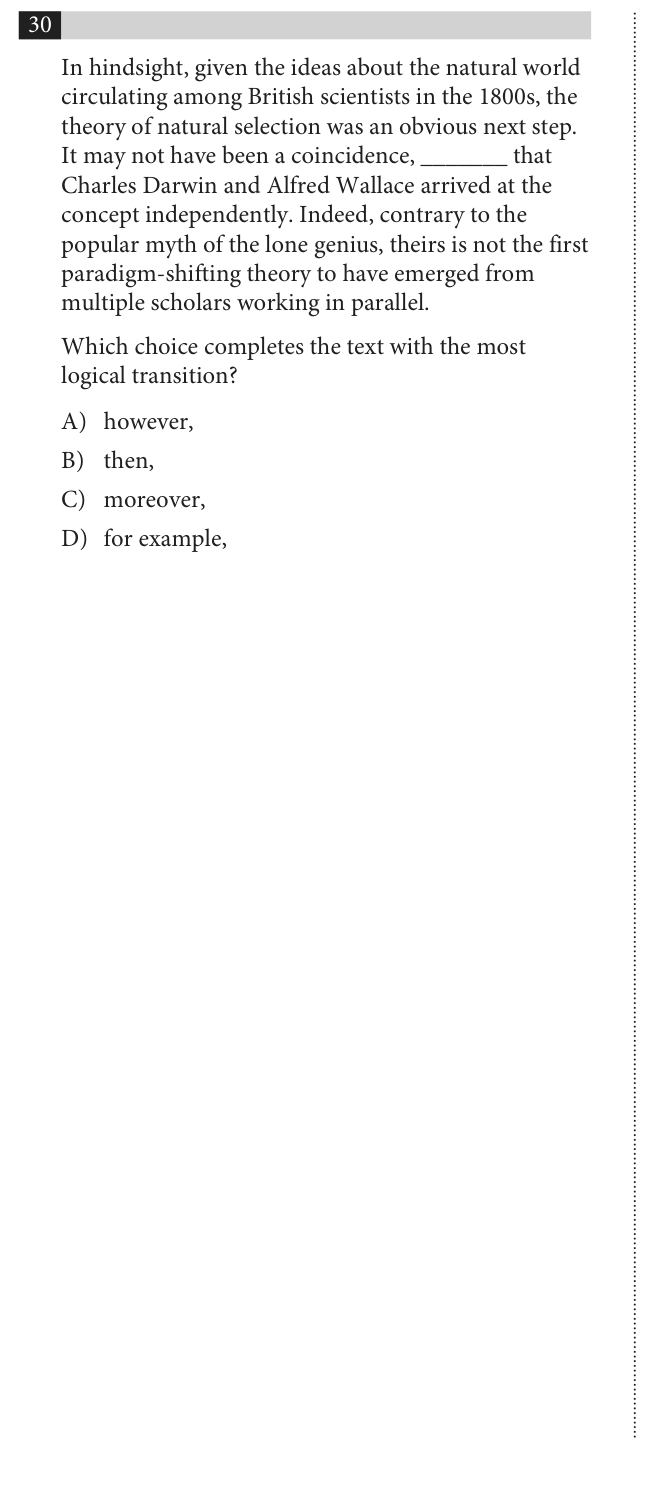 30
In hindsight, given the ideas about the natural world
circulating among British scientists in the 1800s, the
theory of natural selection was an obvious next step.
It may not have been a coincidence, _______ that
Charles Darwin and Alfred Wallace arrived at the
concept independently. Indeed, contrary to the
popular myth of the lone genius, theirs is not the first
paradigm-shifting theory to have emerged from
multiple scholars working in parallel.
Which choice completes the text with the most
logical transition?
A) however,
B) then,
C) moreover,
D) for example,